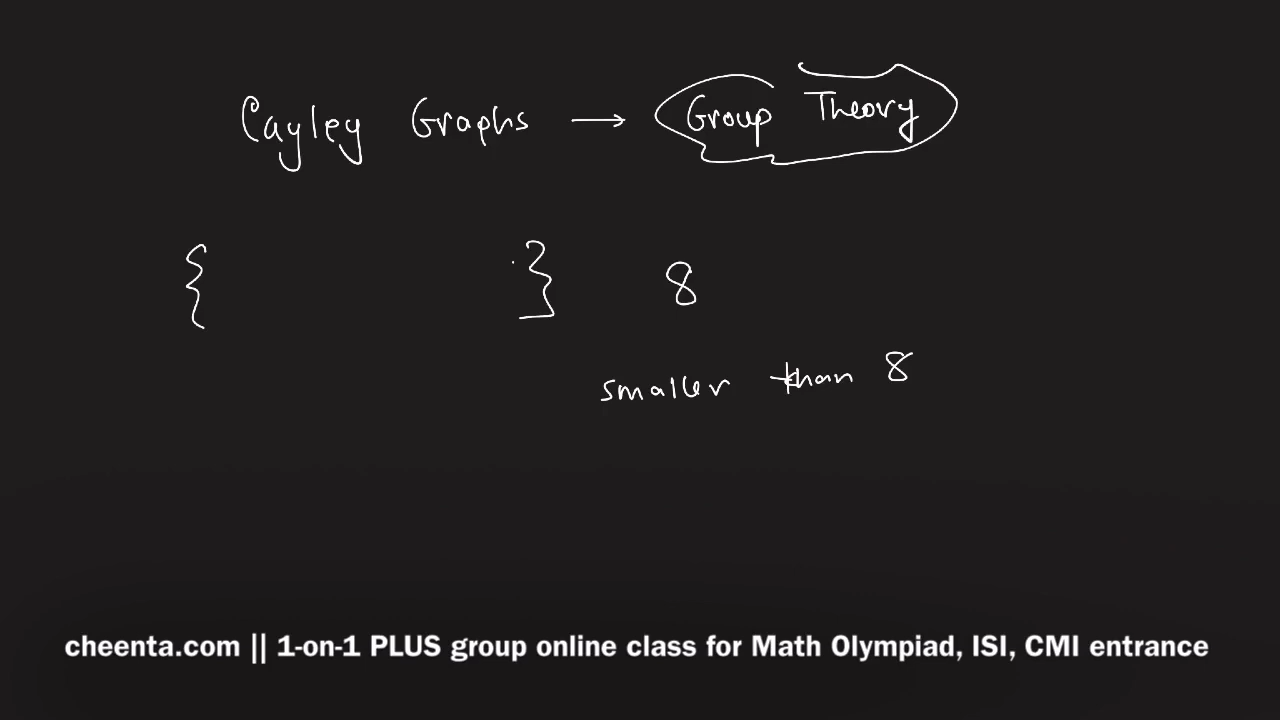 Cayley Graphs → Group Theory
{ } 8
smaller than 8
cheenta.com || 1-on-1 PLUS group online class for Math Olympiad, ISI, CMI entrance